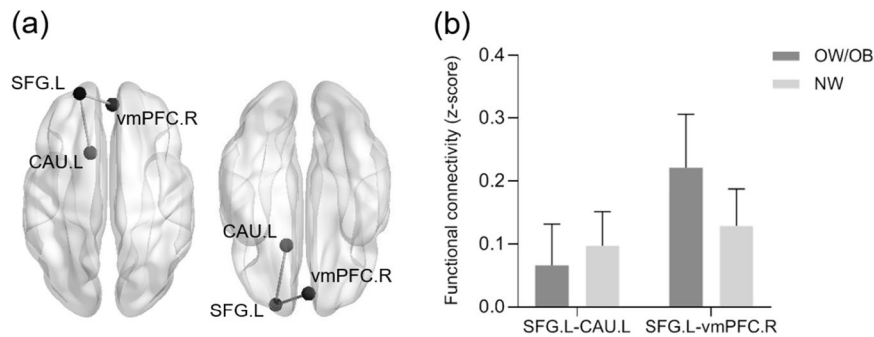 (a)
SFG.L
vmPFC.R
CAU.L
CAU.L
vmPFC.R
SFG.L
(b)
Functional connectivity (z-score)
0.4
0.3
0.2
0.1
0.0
SFG.L-CAU.L
SFG.L-vmPFC.R
OW/OB
NW